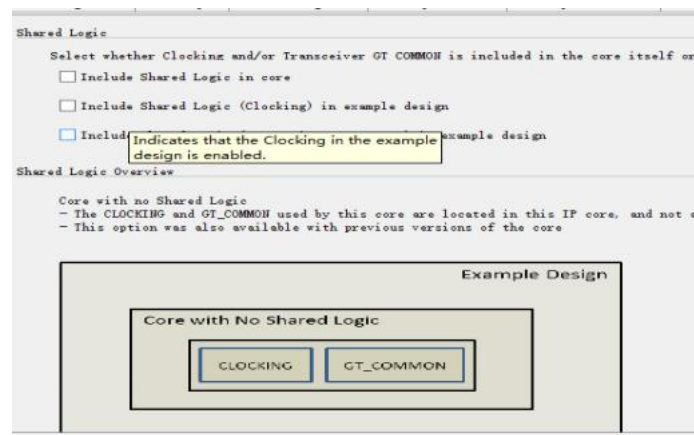 Shared Logic
Select whether Clocking and/or Transceiver GT COMMON is included in the core itself or
Include Shared Logic in core
Include Shared Logic (Clocking) in example design
Include example design
Indicates that the Clocking in the example
design is enabled.
Shared Logic Overview
Core with no Shared Logic
- The CLOCKING and GT_COMMON used by this core are located in this IP core, and not
- This option was also available with previous versions of the core
Example Design
Core with No Shared Logic
CLOCKING GT_COMMON